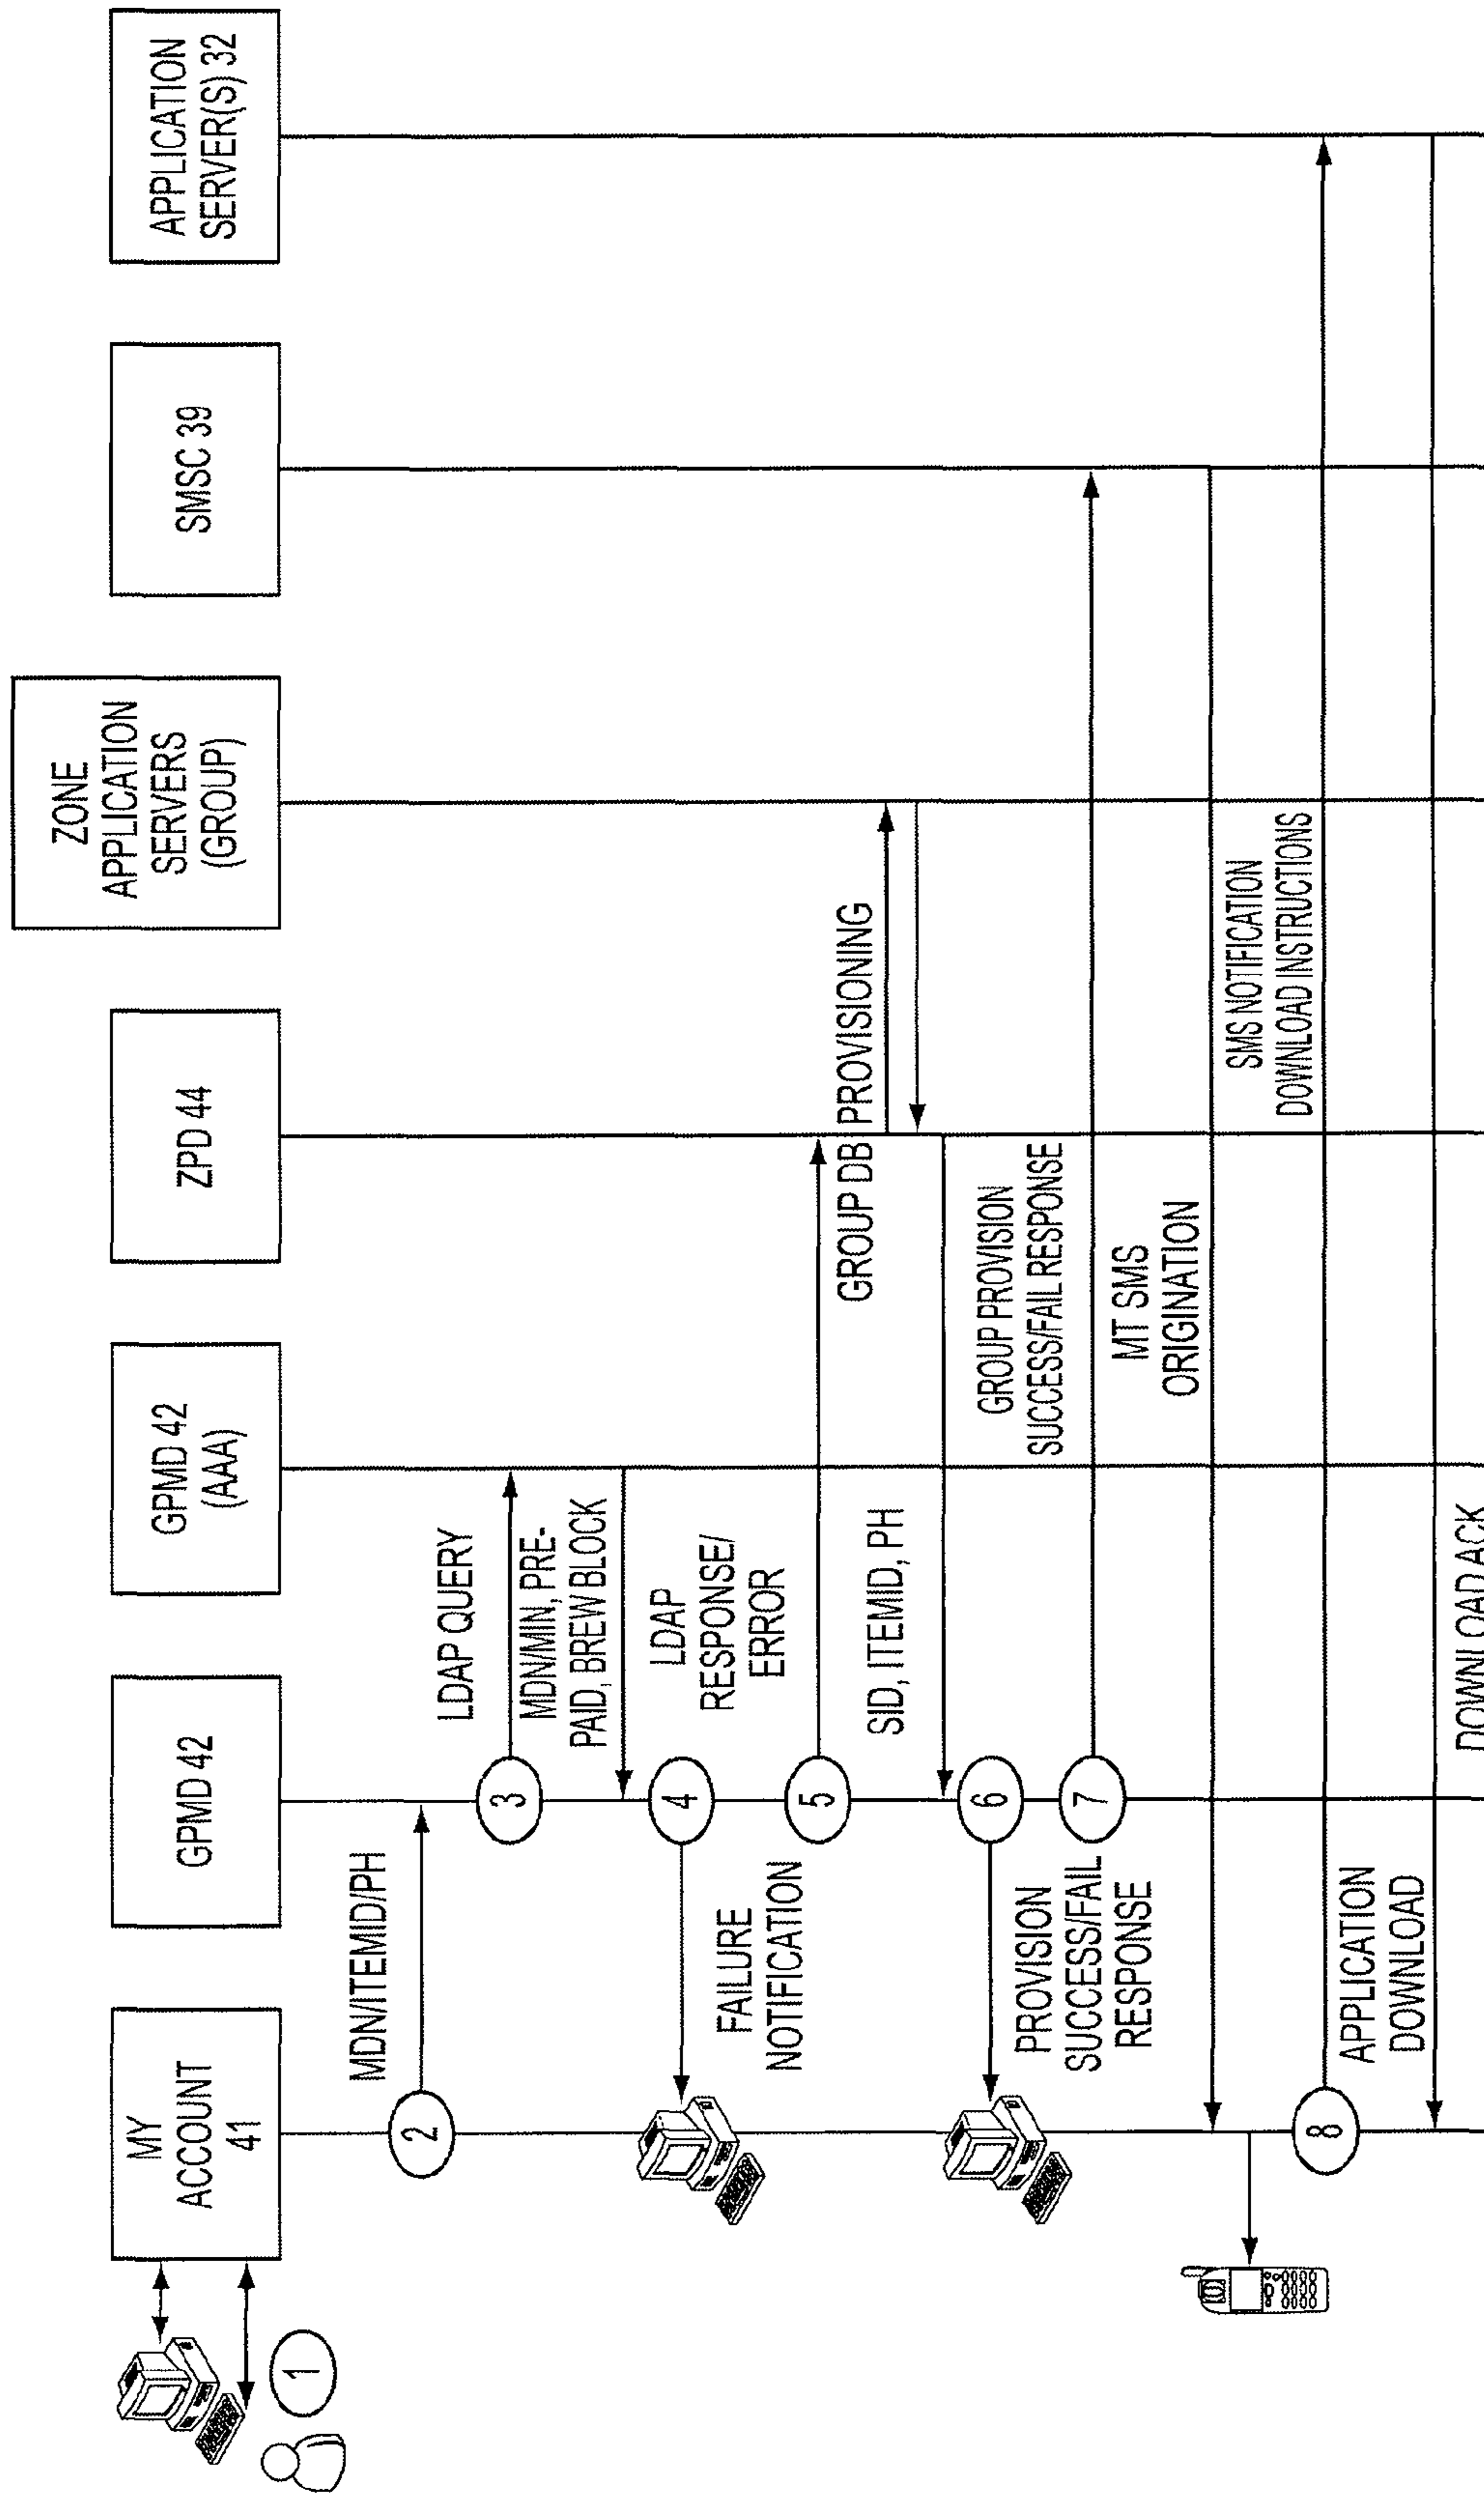 MY
ACCOUNT
41
GPMD 42
GPMD 42
(AAA)
ZPD 44
ZONE
APPLICATION
SERVERS
(GROUP)
SMSC 39
APPLICATION
SERVER(S) 32
1
2
MDN/ITEMID/PH
3
LDAP QUERY
MDN/MIN, PRE-
PAID, BREW BLOCK
4
LDAP
RESPONSE/
ERROR
FAILURE
NOTIFICATION
5
GROUP DB PROVISIONING
SID, ITEMID, PH
6
GROUP PROVISION
SUCCESS/FAIL RESPONSE
PROVISION
SUCCESS/FAIL
RESPONSE
7
MT SMS
ORIGINATION
SMS NOTIFICATION
DOWNLOAD INSTRUCTIONS
8
APPLICATION
DOWNLOAD
DOWNLOAD ACK